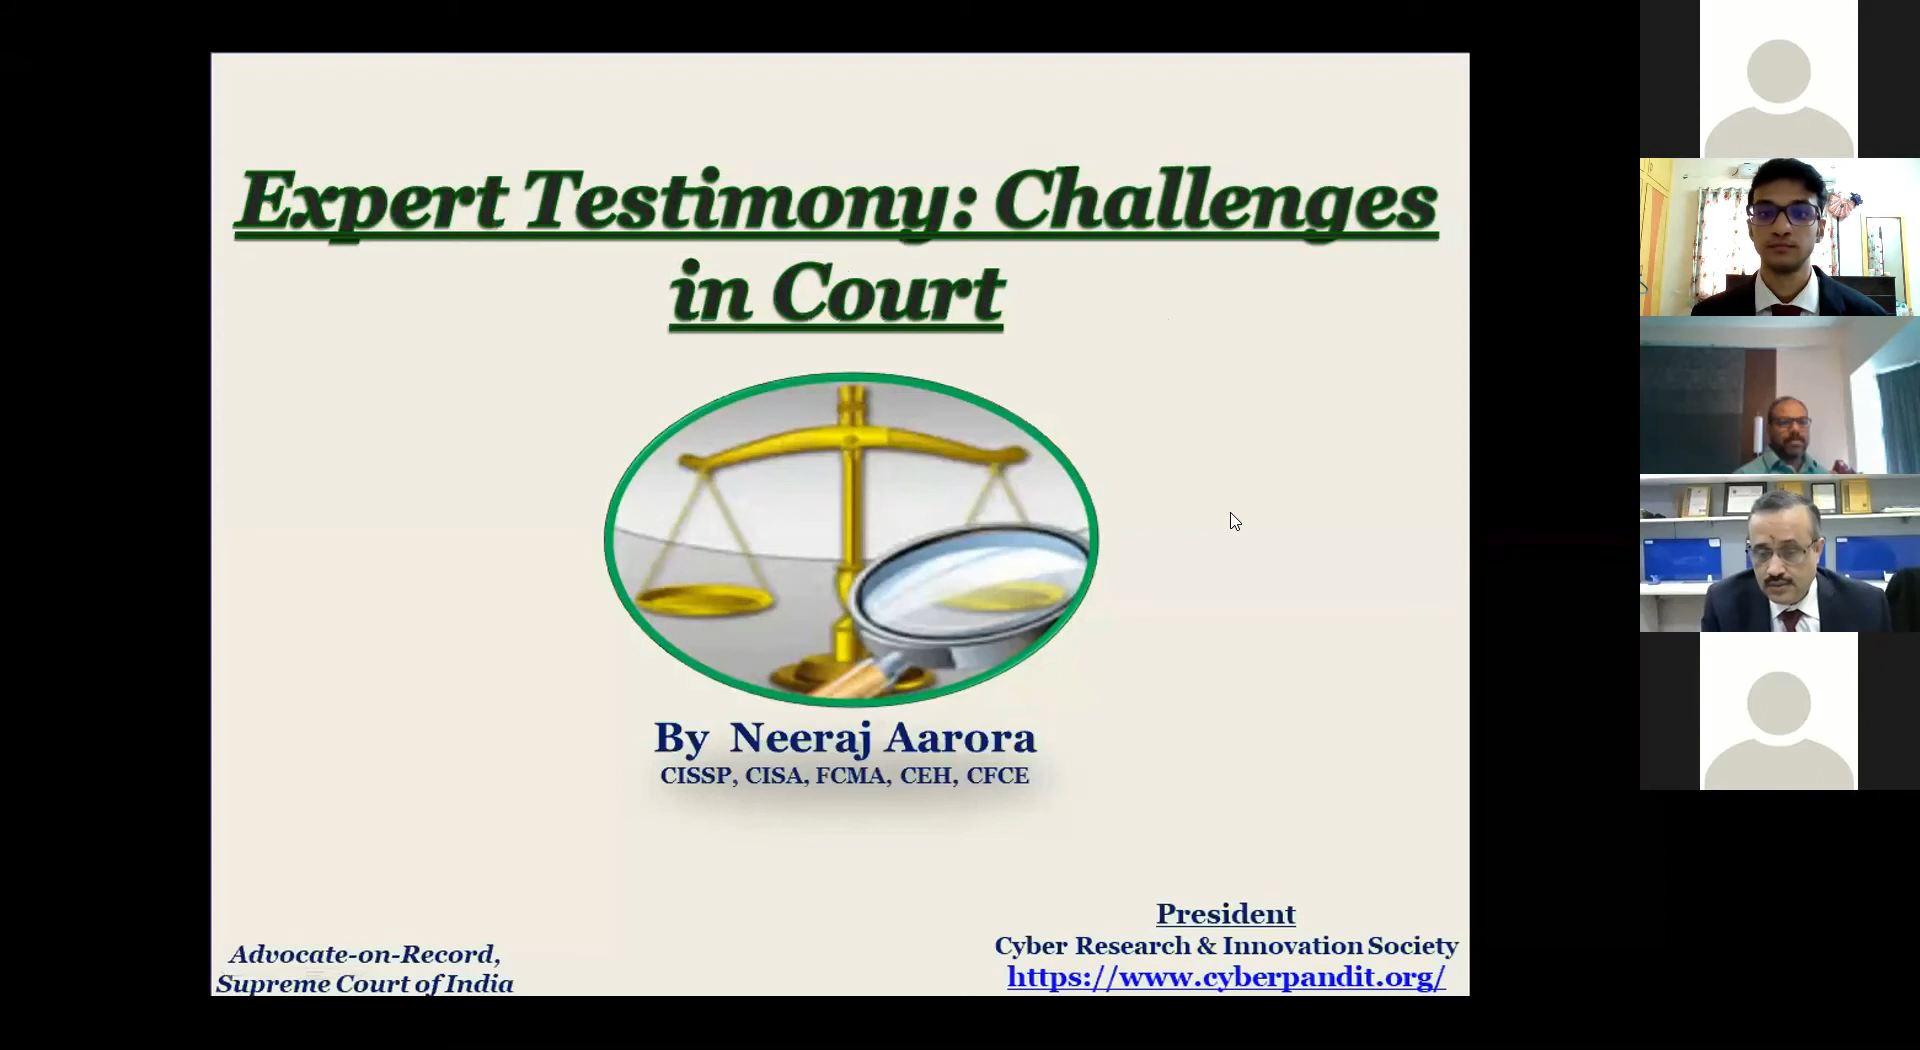 Expert Testimony: Challenges
in Court
By Neeraj Aarora
CISSP, CISA, FCMA, CEH, CFCE
Advocate-on-Record,
Supreme Court of India
President
Cyber Research & Innovation Society
https://www.cyberpandit.org/